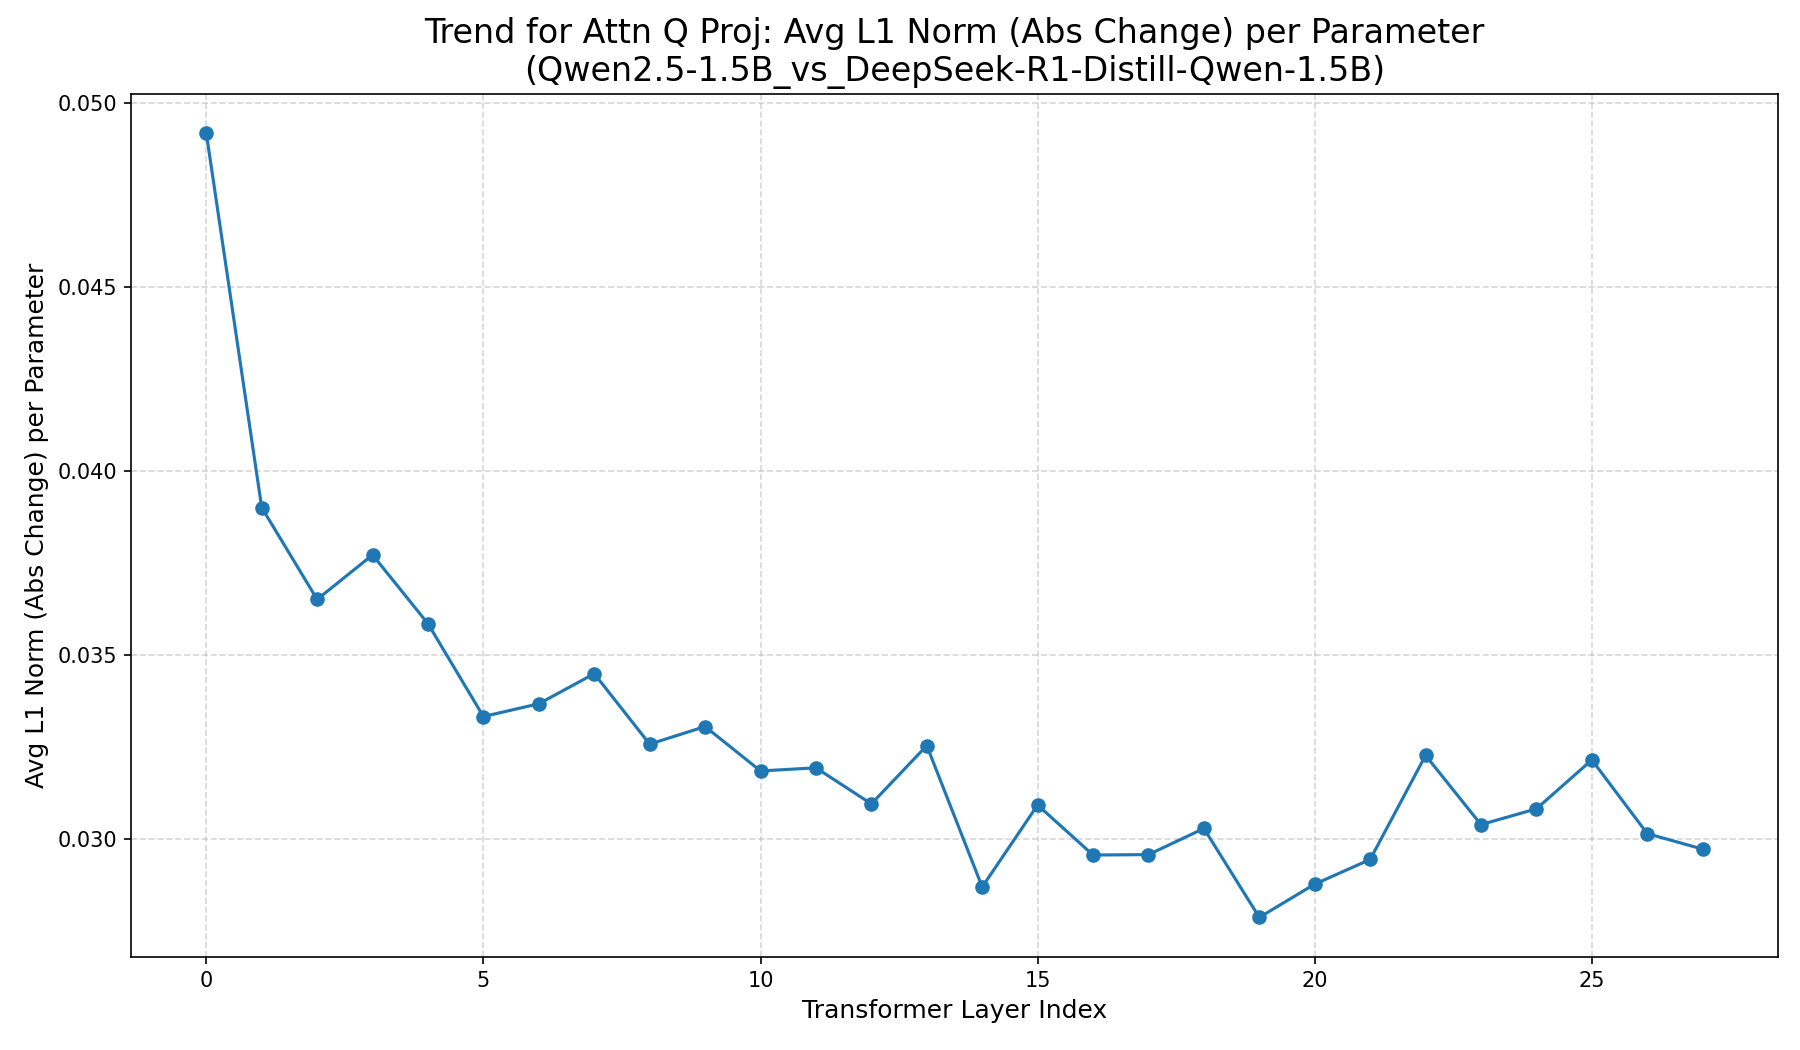 Trend for Attn Q Proj: Avg L1 Norm (Abs Change) per Parameter
(Qwen2.5-1.5B_vs_DeepSeek-R1-Distill-Qwen-1.5B)
Avg L1 Norm (Abs Change) per Parameter
0.050
0.045
0.040
0.035
0.030
0 5 10 15 20 25
Transformer Layer Index